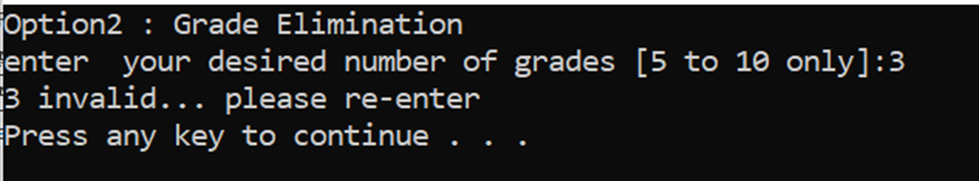 Option2 : Grade Elimination
enter  your desired number of grades [5 to 10 only]:3
3 invalid... please re-enter
Press any key to continue . . .